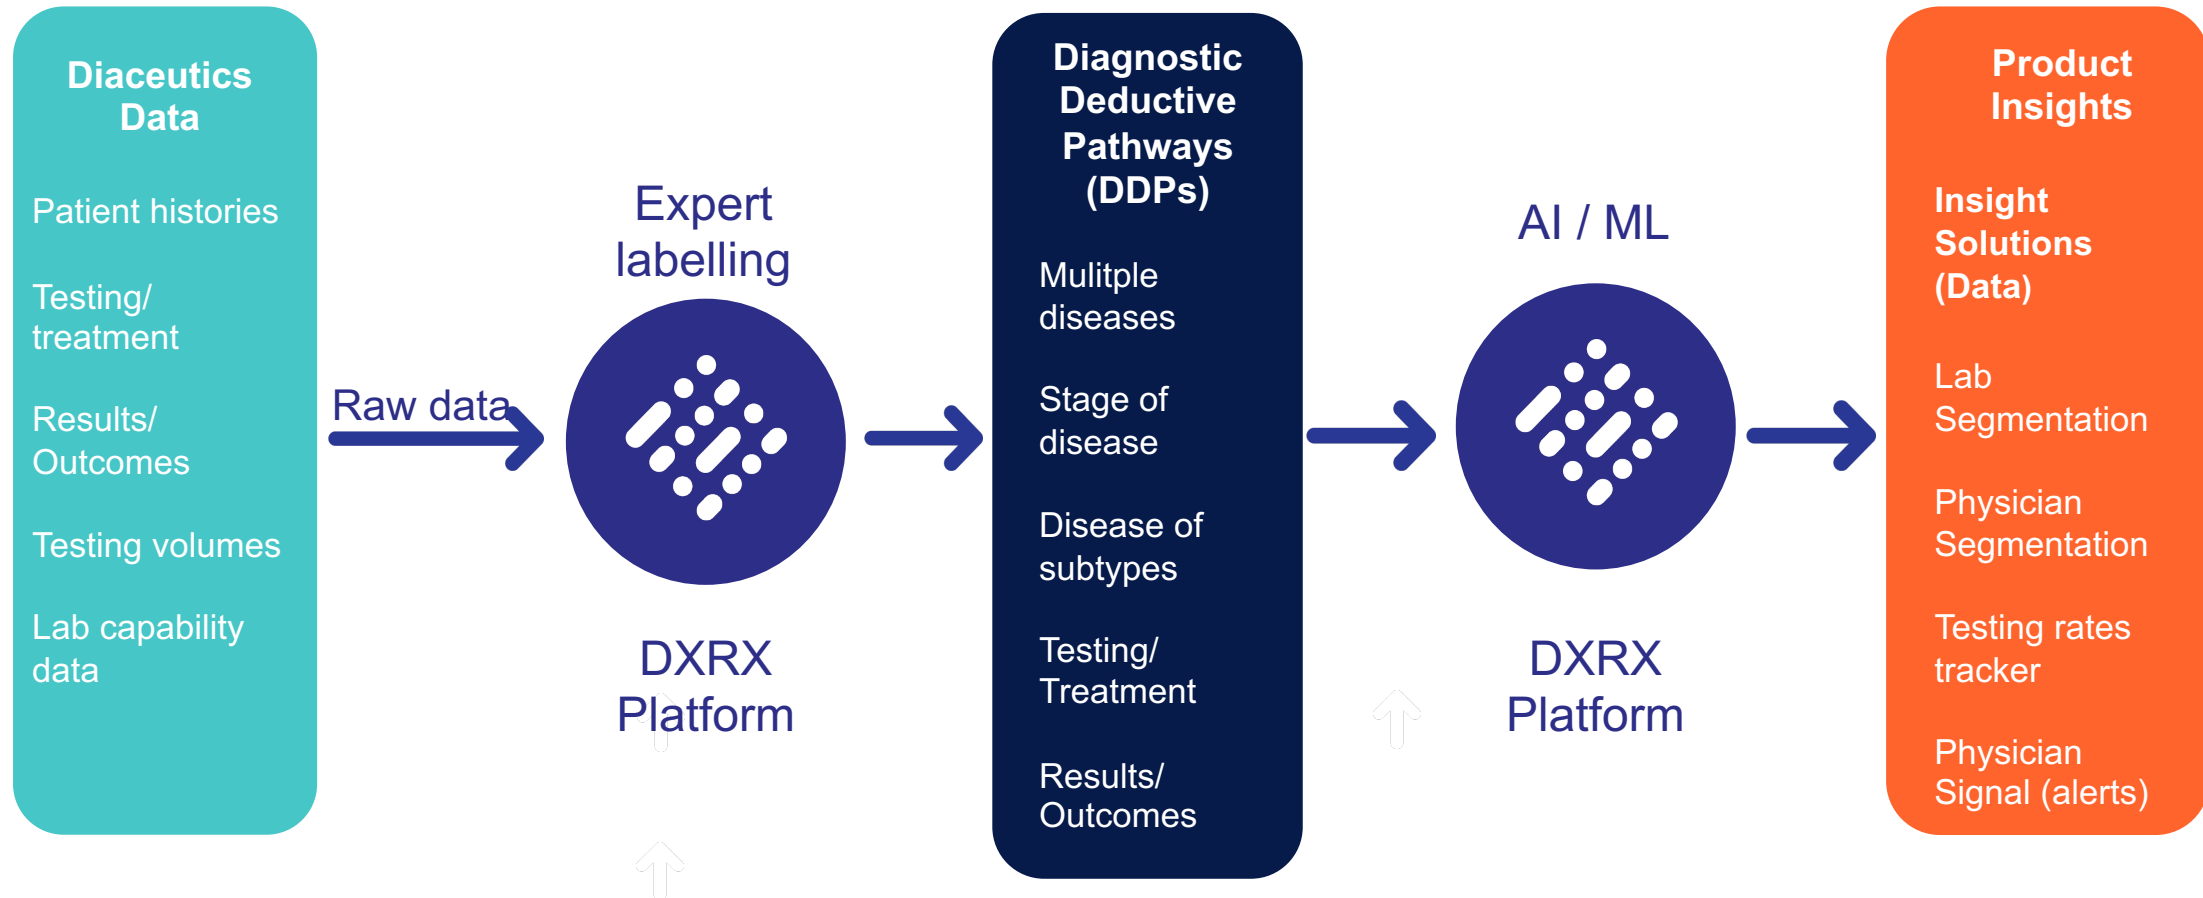 Diaceutics
Data
Patient histories
Testing/
treatment
Results/
Outcomes
Testing volumes
Lab capability
data
Raw data
Expert
labelling
DXRX
Platform
Diagnostic
Deductive
Pathways
(DDPs)
Mulitple
diseases
Stage of
disease
Disease of
subtypes
Testing/
Treatment
Results/
Outcomes
AI / ML
DXRX
Platform
Product
Insights
Insight
Solutions
(Data)
Lab
Segmentation
Physician
Segmentation
Testing rates
tracker
Physician
Signal (alerts)